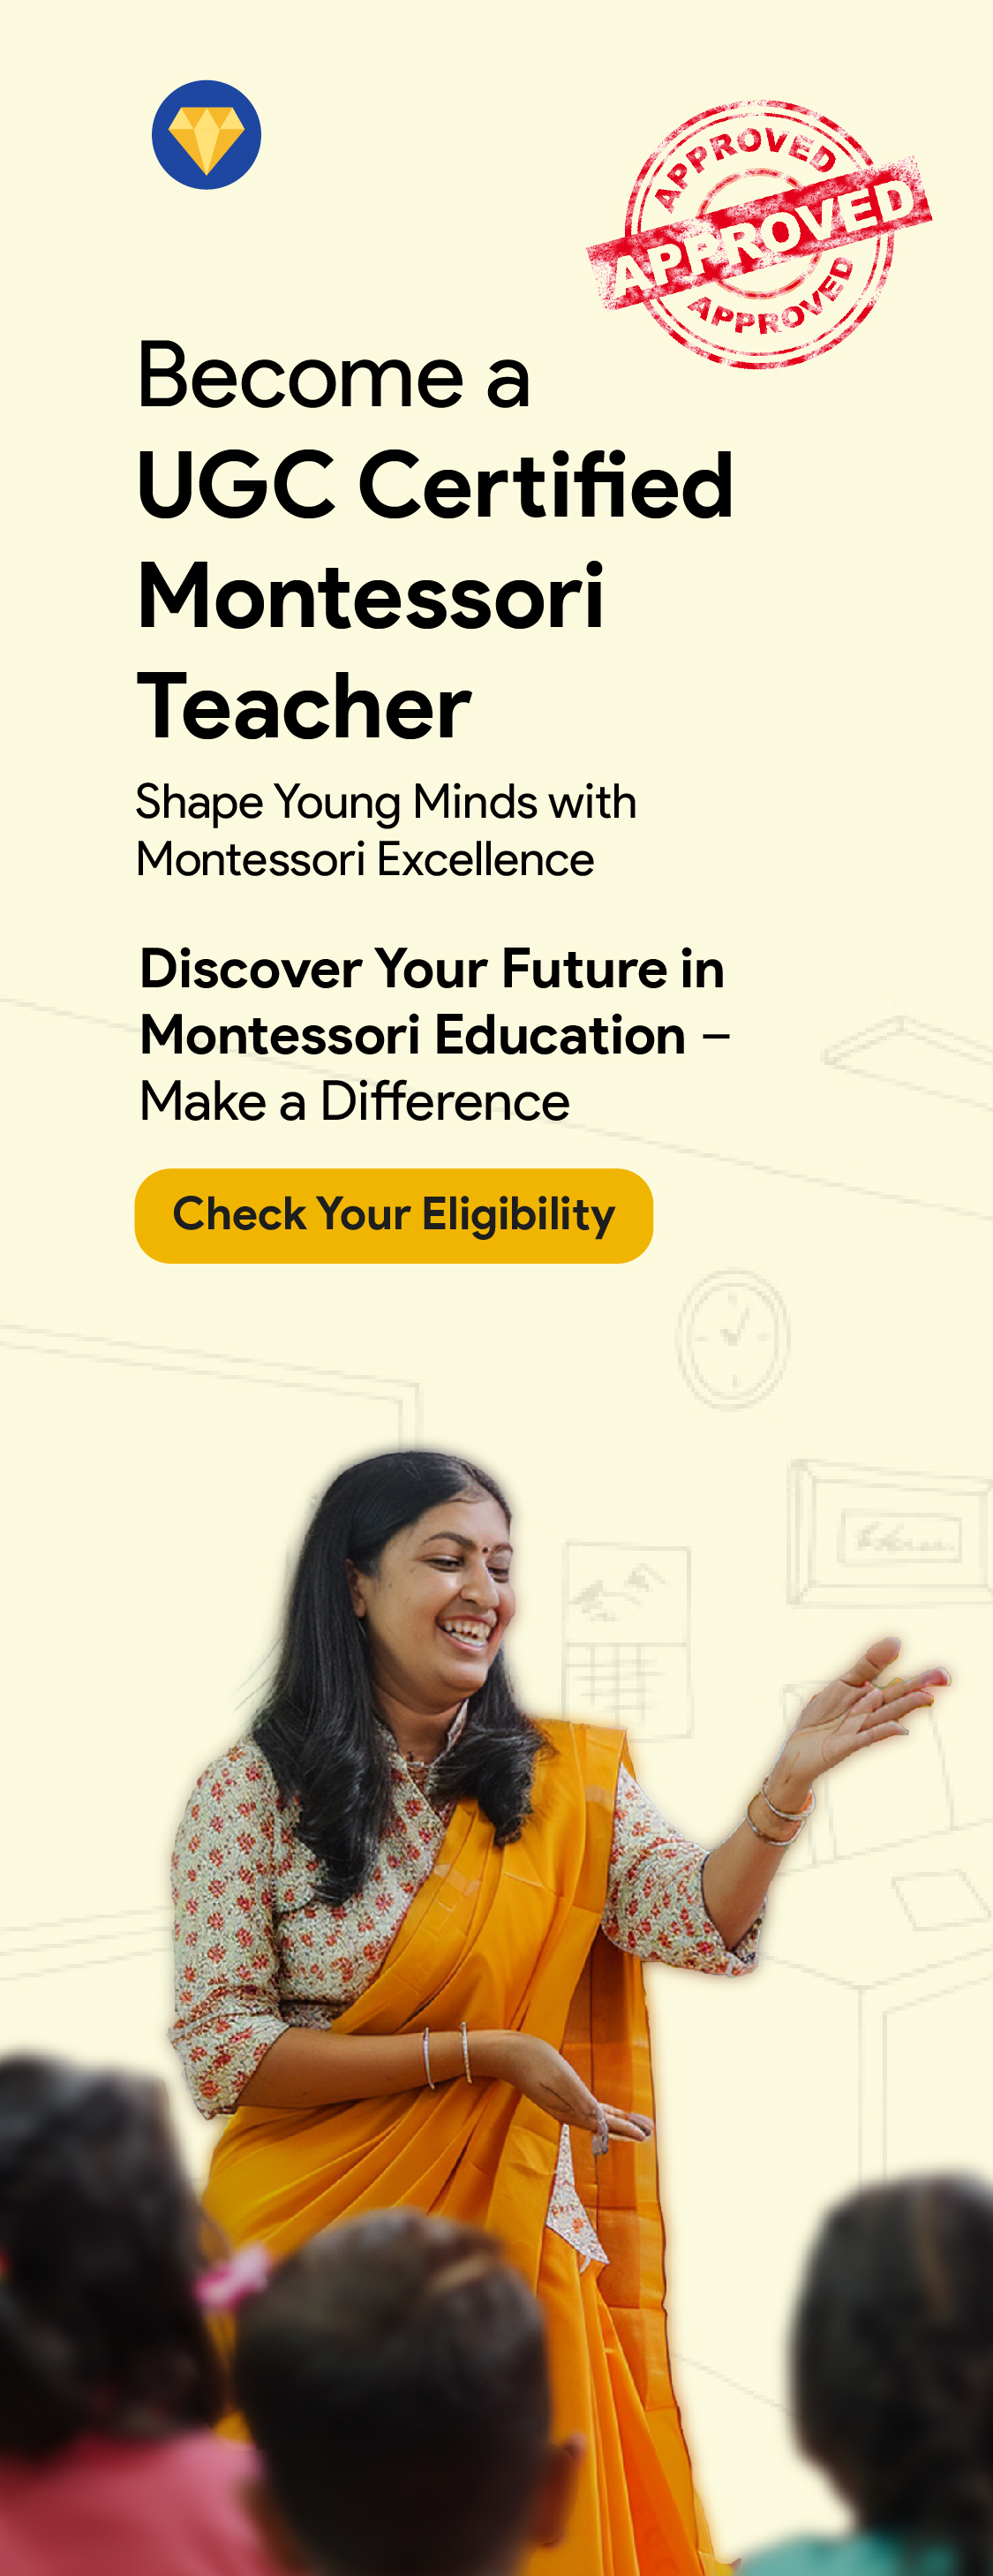 APPROVED
APPROVED
APPROVED
Become a
UGC Certified
Montessori
Teacher
Shape Young Minds with
Montessori Excellence
Discover Your Future in
Montessori Education –
Make a Difference
Check Your Eligibility